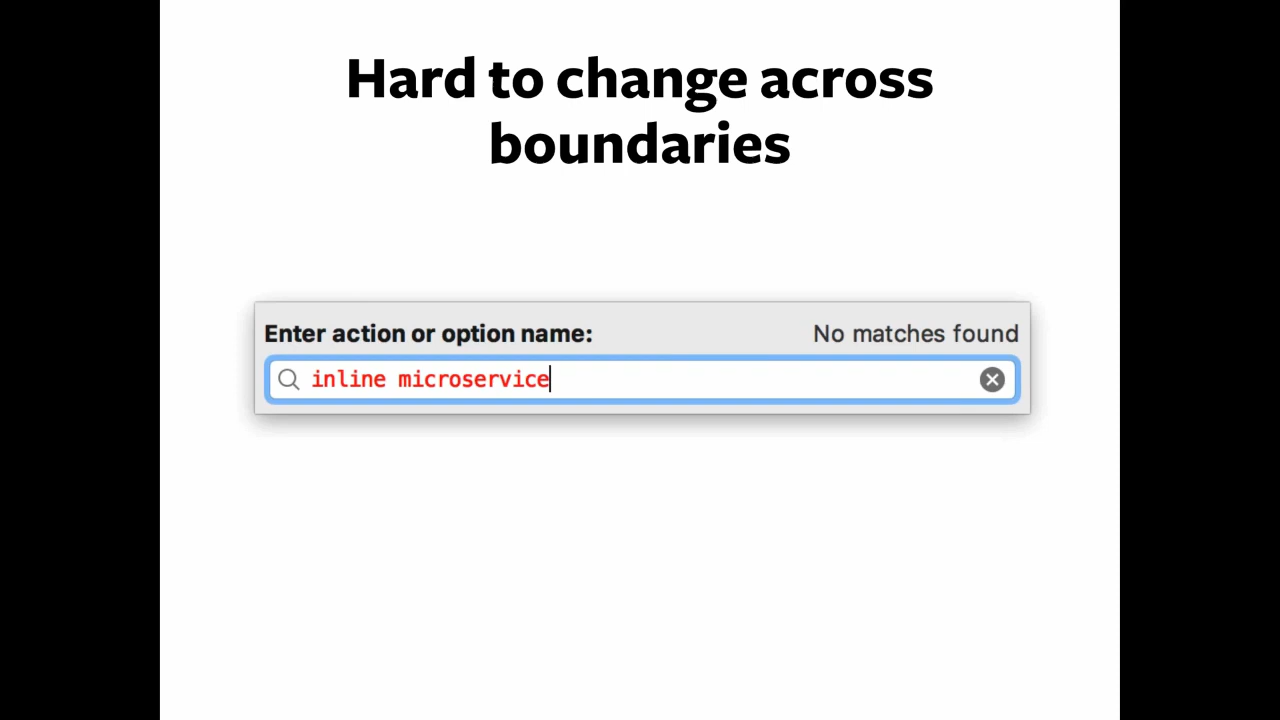 Hard to change across
boundaries
Enter action or option name: No matches found
inline microservice